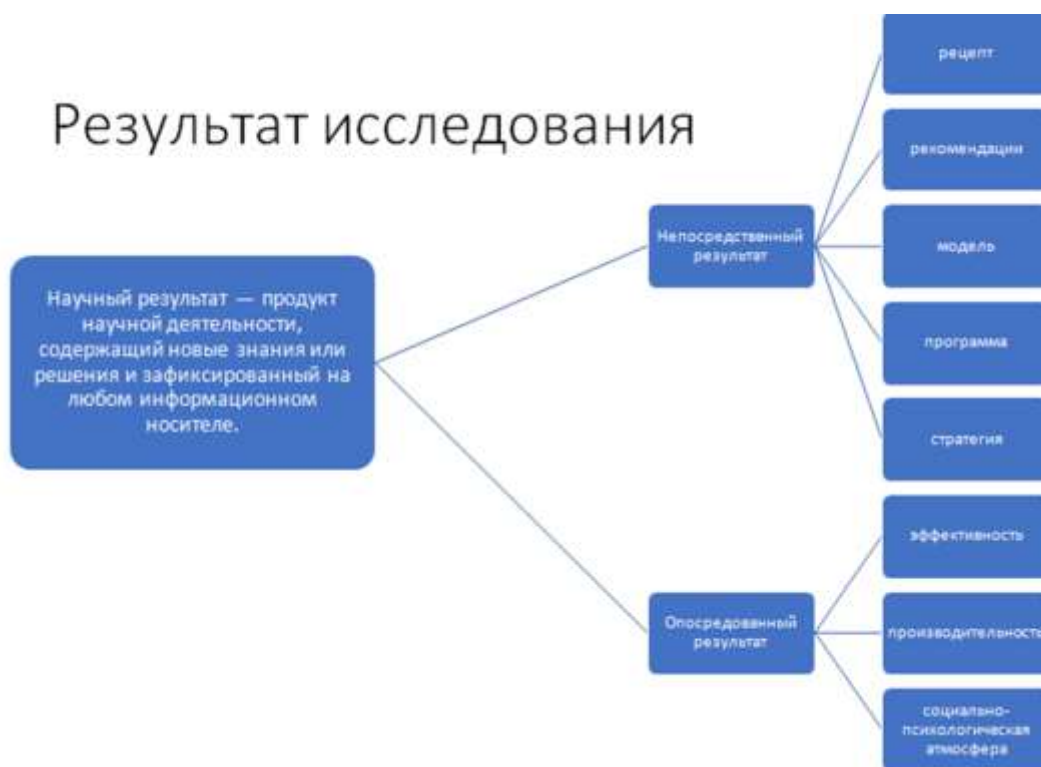 Результат исследования
Научный результат — продукт
научной деятельности,
содержащий новые знания или
решения и зафиксированный на
любом информационном
носителе.
Непосредственный
результат
рецепт
рекомендации
модель
программа
стратегия
Опосредованный
результат
эффективность
производительность
социально-
психологическая
атмосфера